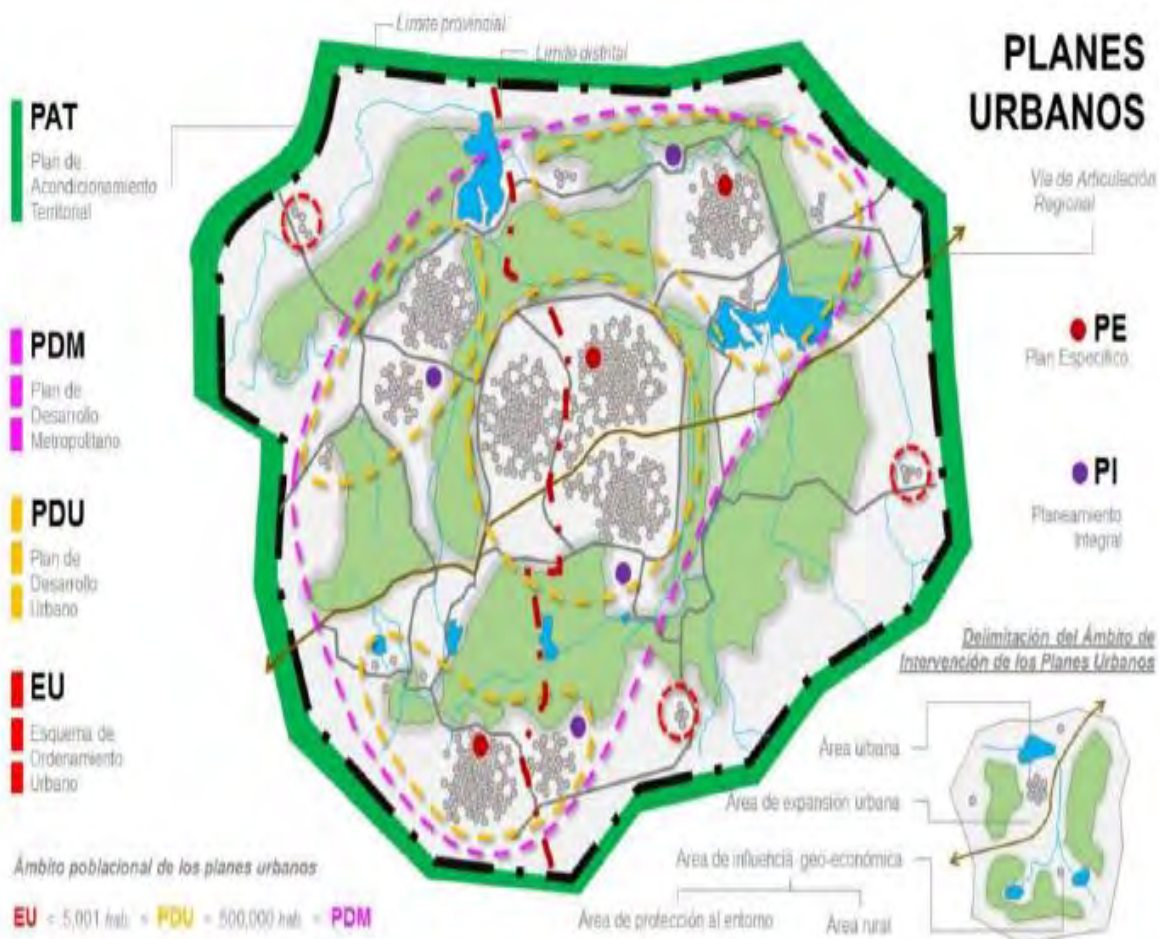 Límite provincial
Límite distrital
PLANES
URBANOS
PAT
Plan de
Acondicionamiento
Territorial
Vía de Articulación
Regional
PDM
Plan de
Desarrollo
Metropolitano
PE
Plan Específico
PDU
Plan de
Desarrollo
Urbano
PI
Planeamiento
Integral
EU
Esquema de
Ordenamiento
Urbano
Delimitación del Ámbito de
Intervención de los Planes Urbanos
Área urbana
Área de expansión urbana
Área de influencia geo-económica
Área de protección al entorno
Área rural
Ámbito poblacional de los planes urbanos
EU < 5,001 hab. < PDU < 500,000 hab. < PDM